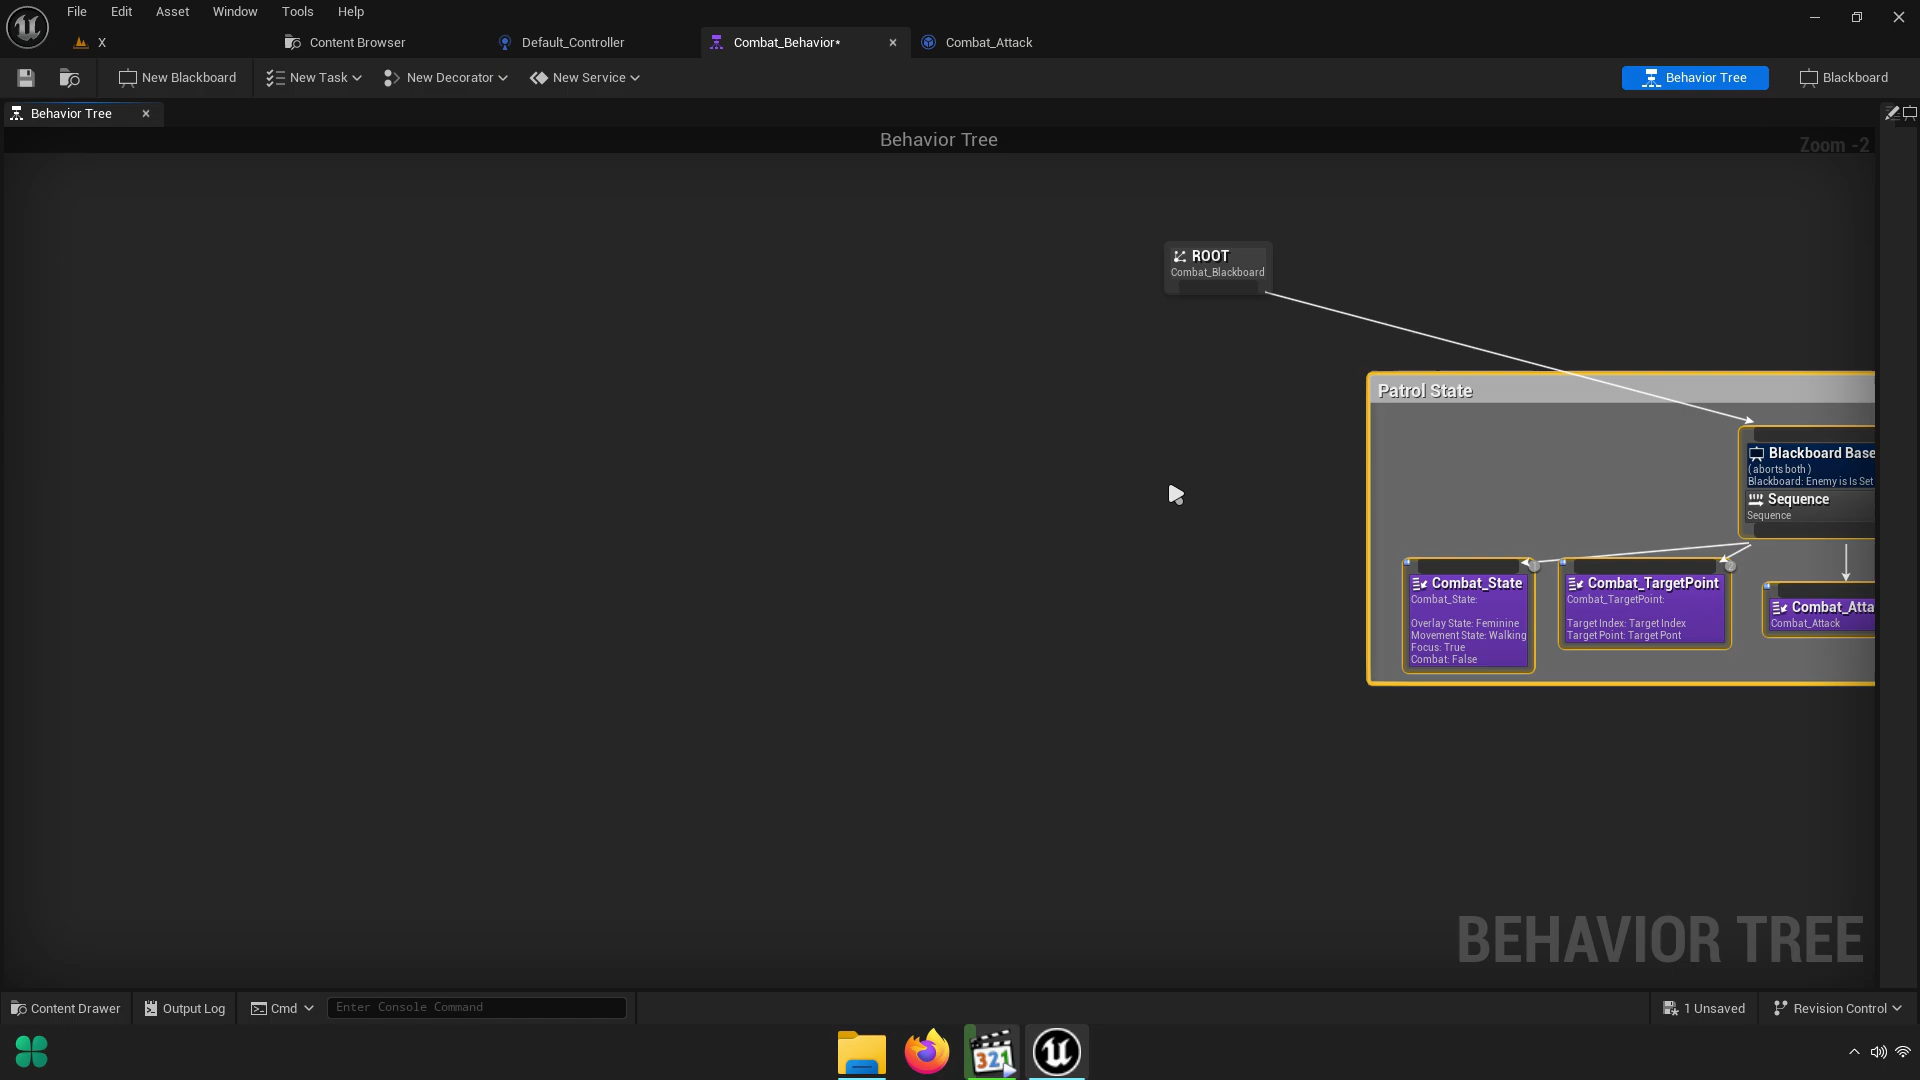 File Edit Asset Window Tools Help
X Content Browser Default_Controller Combat_Behavior* Combat_Attack
New Blackboard New Task New Decorator New Service Behavior Tree Blackboard
Behavior Tree
Behavior Tree
Zoom -2
ROOT
Combat_Blackboard
Patrol State
Blackboard Base
( aborts both )
Blackboard: Enemy is Is Set
Sequence
Sequence
Combat_State
Combat_State:
Overlay State: Feminine
Movement State: Walking
Focus: True
Combat: False
Combat_TargetPoint
Combat_TargetPoint:
Target Index: Target Index
Target Point: Target Pont
Combat_Atta
Combat_Attack
BEHAVIOR TREE
Content Drawer Output Log Cmd Enter Console Command 1 Unsaved Revision Control
321